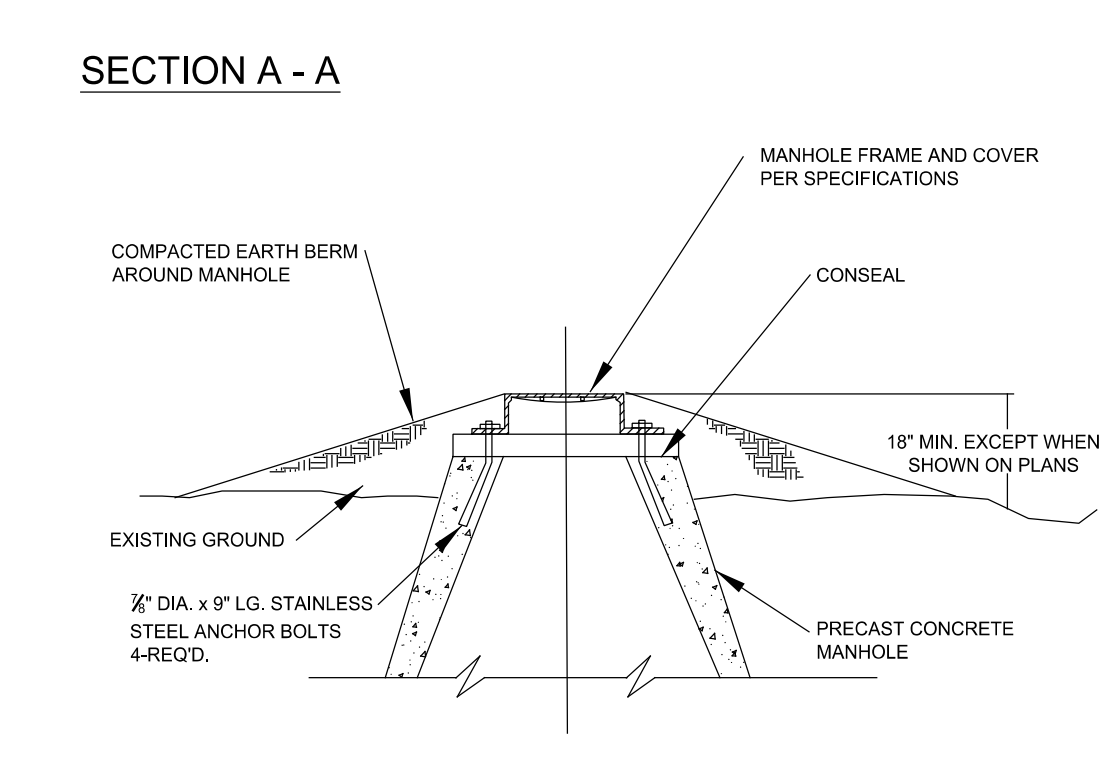 SECTION A - A
MANHOLE FRAME AND COVER
PER SPECIFICATIONS
COMPACTED EARTH BERM
AROUND MANHOLE
CONSEAL
18" MIN. EXCEPT WHEN
SHOWN ON PLANS
EXISTING GROUND
⅞" DIA. x 9" LG. STAINLESS
STEEL ANCHOR BOLTS
4-REQ'D.
PRECAST CONCRETE
MANHOLE